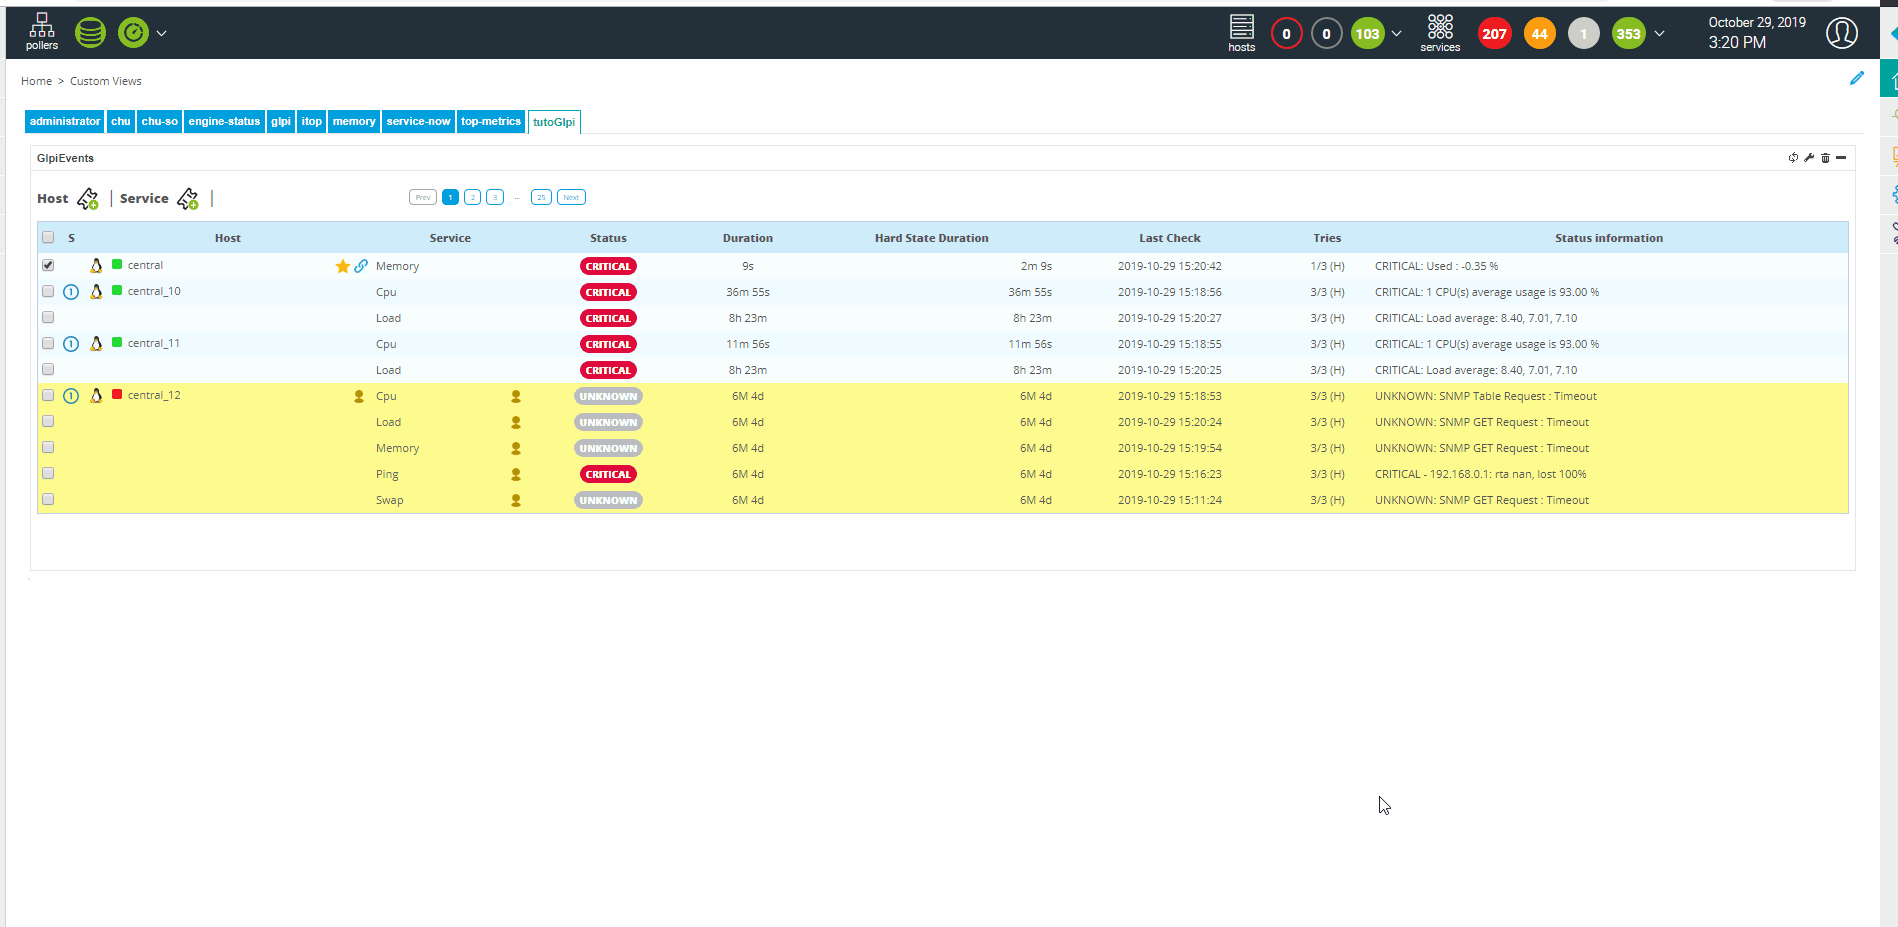 pollers
hosts 0 0 103 services 207 44 1 353 October 29, 2019
3:20 PM
Home > Custom Views
administrator chu chu-so engine-status glpi itop memory service-now top-metrics tutoGlpi
GlpiEvents
Host | Service | Prev 1 2 3 ... 25 Next
S Host Service Status Duration Hard State Duration Last Check Tries Status information
central Memory CRITICAL 9s 2m 9s 2019-10-29 15:20:42 1/3 (H) CRITICAL: Used : -0.35 %
1 central_10 Cpu CRITICAL 36m 55s 36m 55s 2019-10-29 15:18:56 3/3 (H) CRITICAL: 1 CPU(s) average usage is 93.00 %
Load CRITICAL 8h 23m 8h 23m 2019-10-29 15:20:27 3/3 (H) CRITICAL: Load average: 8.40, 7.01, 7.10
1 central_11 Cpu CRITICAL 11m 56s 11m 56s 2019-10-29 15:18:55 3/3 (H) CRITICAL: 1 CPU(s) average usage is 93.00 %
Load CRITICAL 8h 23m 8h 23m 2019-10-29 15:20:25 3/3 (H) CRITICAL: Load average: 8.40, 7.01, 7.10
1 central_12 Cpu UNKNOWN 6M 4d 6M 4d 2019-10-29 15:18:53 3/3 (H) UNKNOWN: SNMP Table Request : Timeout
Load UNKNOWN 6M 4d 6M 4d 2019-10-29 15:20:24 3/3 (H) UNKNOWN: SNMP GET Request : Timeout
Memory UNKNOWN 6M 4d 6M 4d 2019-10-29 15:19:54 3/3 (H) UNKNOWN: SNMP GET Request : Timeout
Ping CRITICAL 6M 4d 6M 4d 2019-10-29 15:16:23 3/3 (H) CRITICAL - 192.168.0.1: rta nan, lost 100%
Swap UNKNOWN 6M 4d 6M 4d 2019-10-29 15:11:24 3/3 (H) UNKNOWN: SNMP GET Request : Timeout